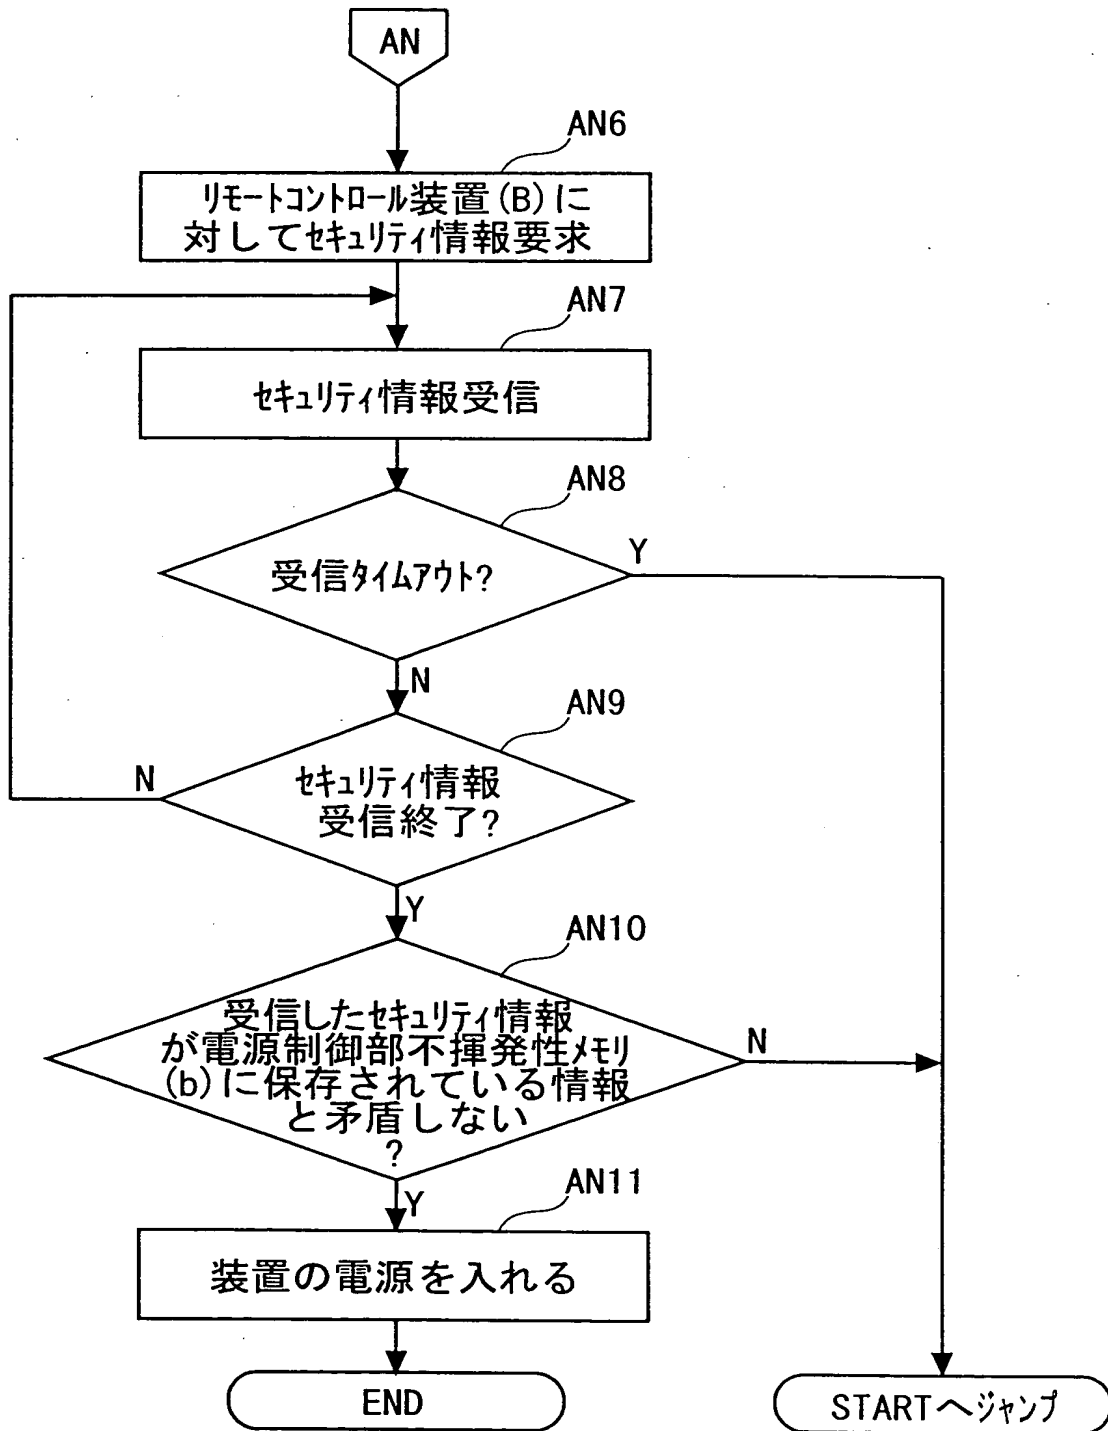 AN
AN6
リモートコントロール装置(B)に
対してセキュリティ情報要求
AN7
セキュリティ情報受信
AN8
受信タイムアウト?
Y
N
AN9
セキュリティ情報
受信終了?
N
Y
AN10
受信したセキュリティ情報
が電源制御部不揮発性メモリ
(b)に保存されている情報
と矛盾しない
?
N
Y
AN11
装置の電源を入れる
END
STARTへジャンプ